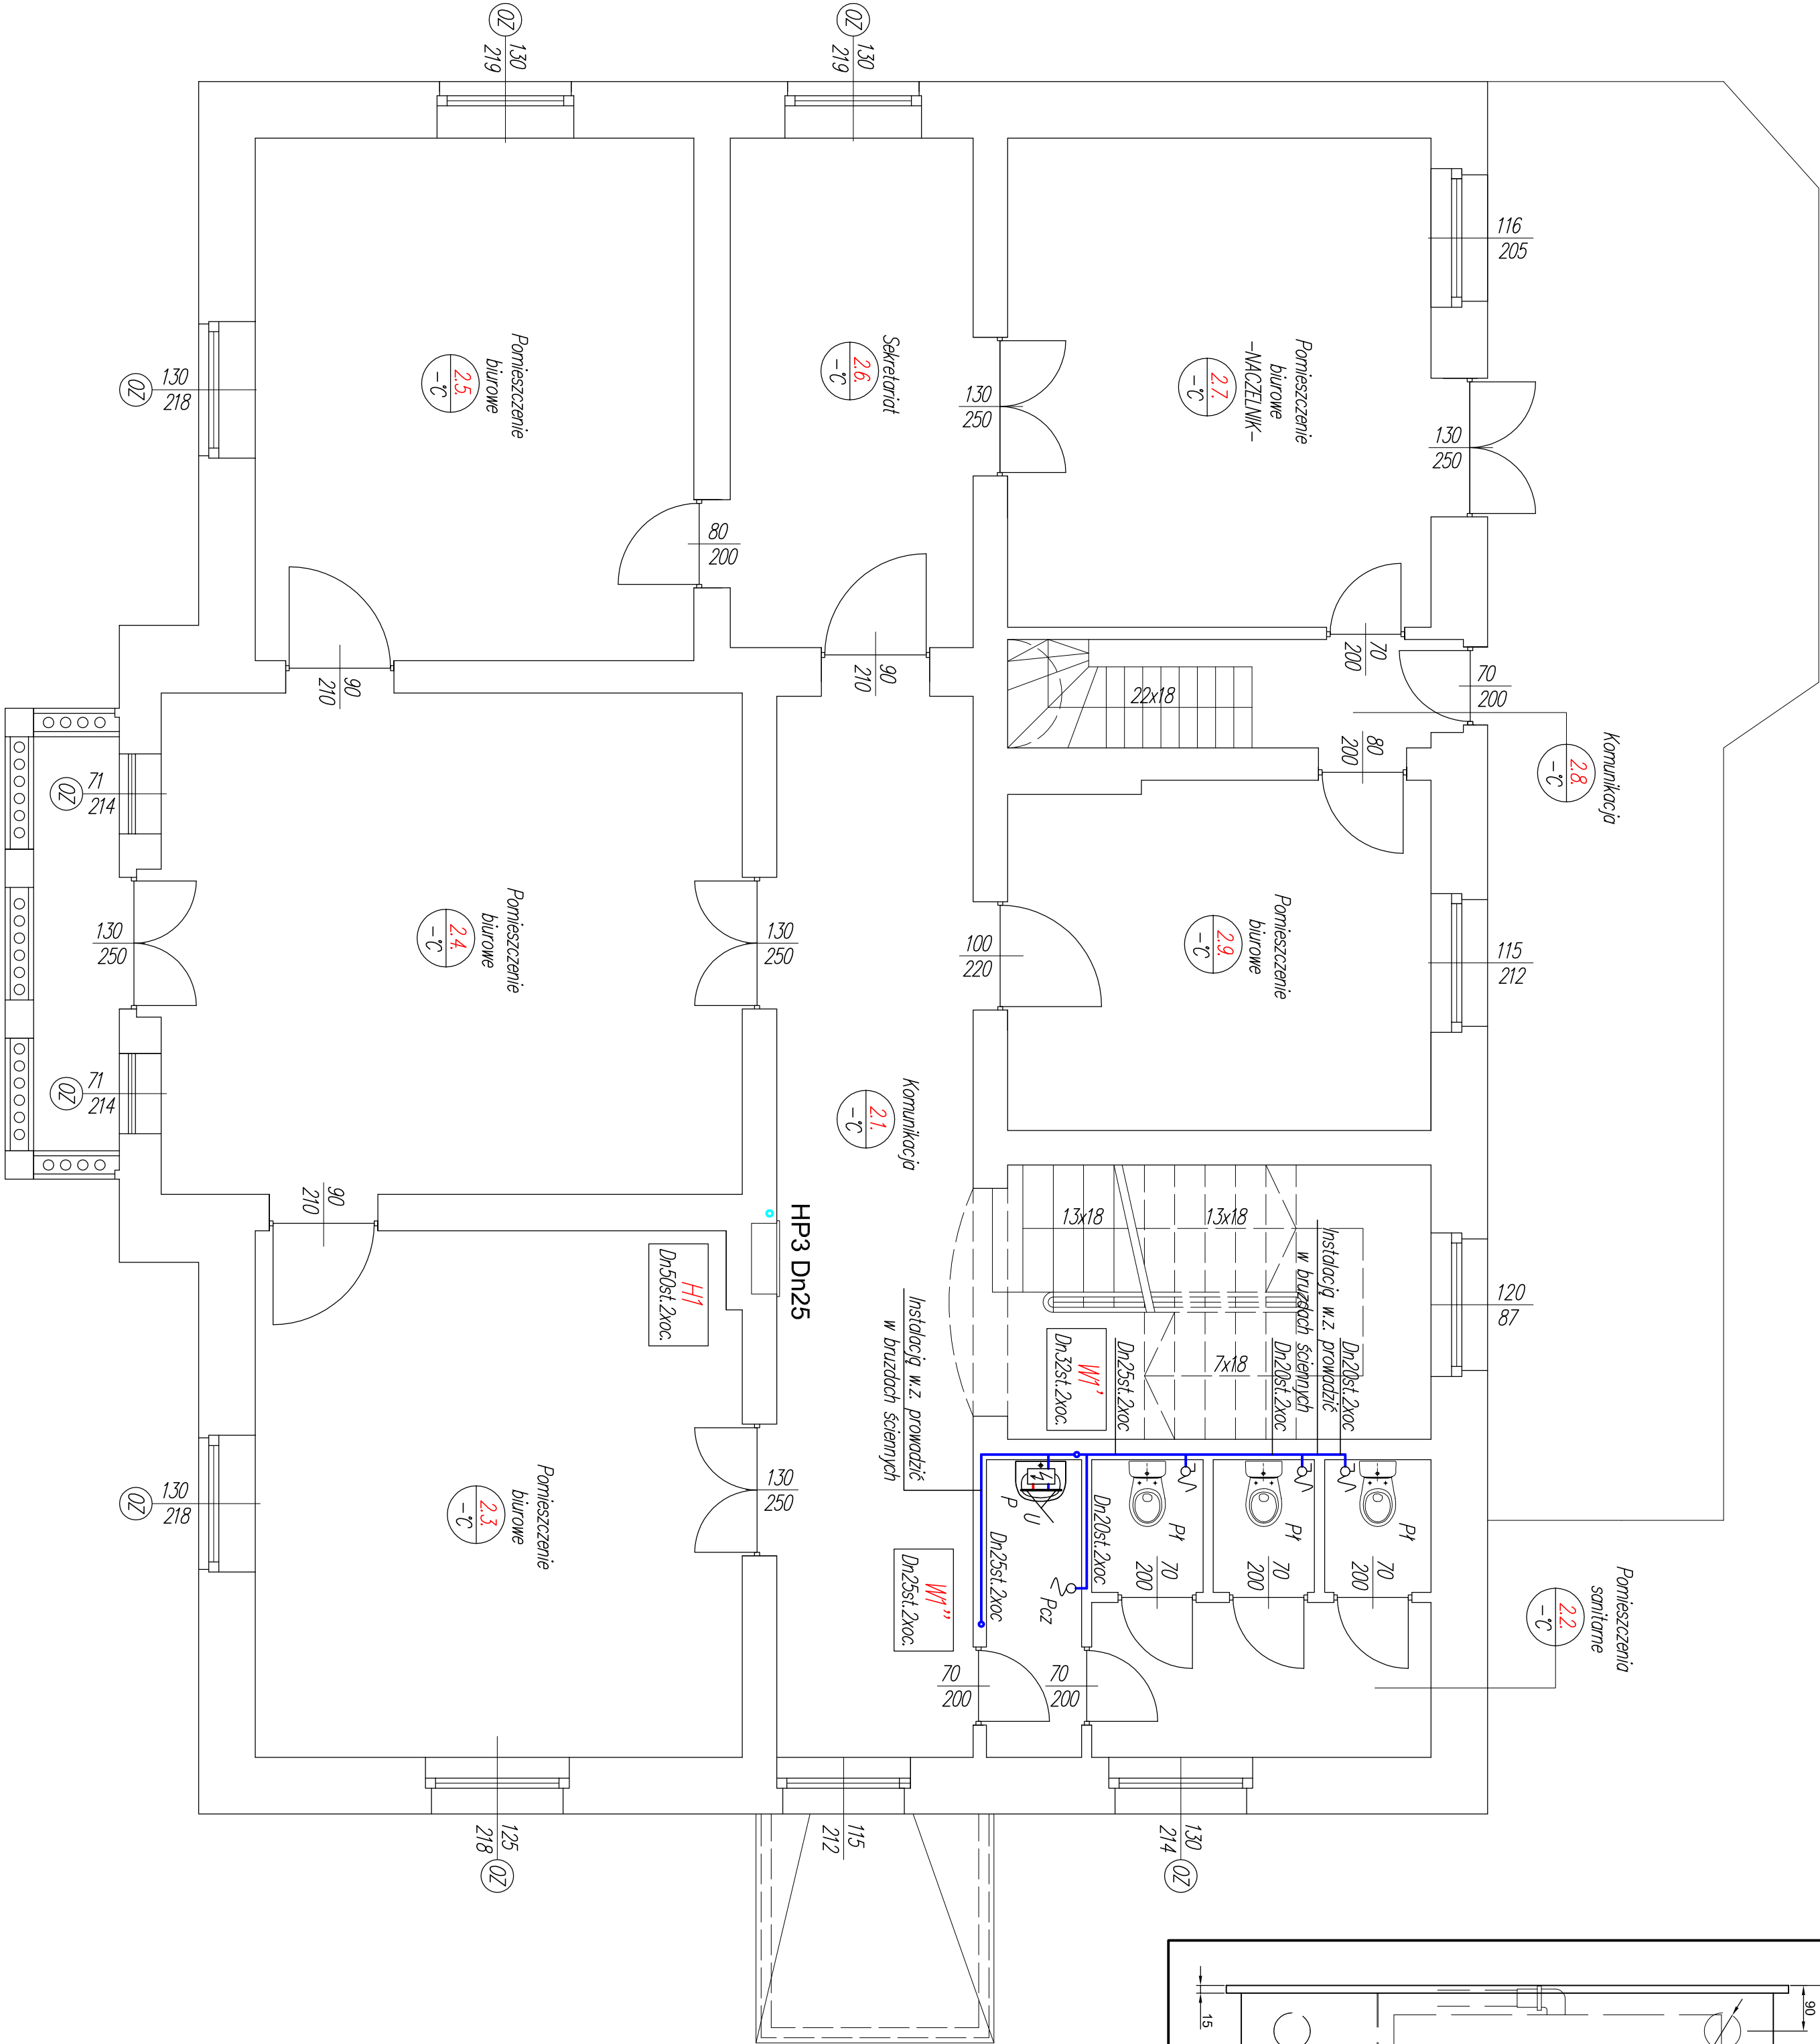 OZ
130
219
OZ
130
219
116
205
Pomieszczenie
biurowe
-NACZELNIK-
2.7.
-°C
Sekretariat
2.6.
-°C
Pomieszczenie
biurowe
2.5.
-°C
OZ
130
218
130
250
130
250
80
200
90
210
90
210
70
200
70
200
22x18
80
200
Komunikacja
2.8.
-°C
71
214
OZ
130
250
71
214
OZ
Pomieszczenie
biurowe
2.4.
-°C
130
250
100
220
Pomieszczenie
biurowe
2.9.
-°C
115
212
Komunikacja
2.1.
-°C
90
210
HP3 Dn25
H1
Dn50st.2xoc.
13x18
13x18
7x18
120
87
Instalację w.z. prowadzić
w bruzdach ściennych
Instalację w.z. prowadzić
w bruzdach ściennych
Dn20st.2xoc
Dn20st.2xoc
Dn25st.2xoc
W1'
Dn32st.2xoc.
130
250
Pomieszczenie
biurowe
2.3.
-°C
OZ
130
218
P
U
Dn20st.2xoc
Dn25st.2xoc
Pcz
W1''
Dn25st.2xoc.
Pł
Pł
Pł
70
200
70
200
70
200
70
200
70
200
Pomieszczenia
sanitarne
2.2.
-°C
125
218
OZ
115
212
130
214
OZ
15
90